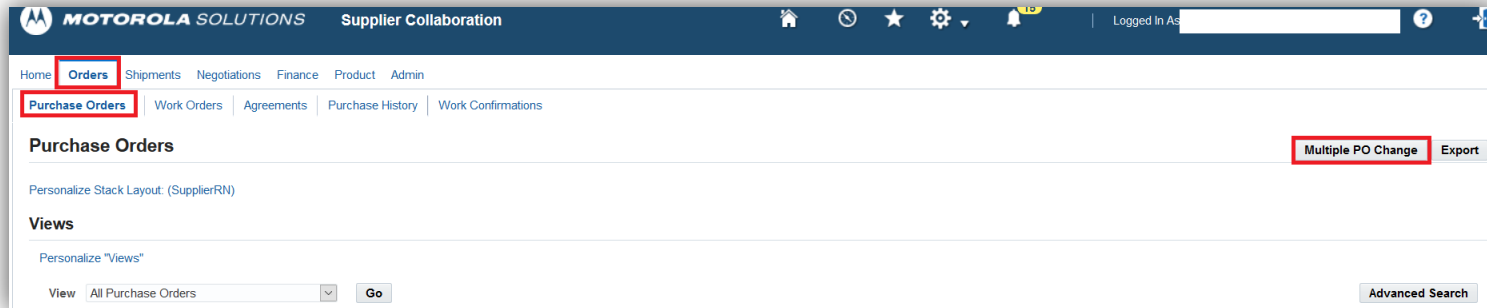 MOTOROLA SOLUTIONS Supplier Collaboration 15 Logged In As ?
Home Orders Shipments Negotiations Finance Product Admin
Purchase Orders Work Orders Agreements Purchase History Work Confirmations
Purchase Orders Multiple PO Change Export
Personalize Stack Layout: (SupplierRN)
Views
Personalize "Views"
View All Purchase Orders Go Advanced Search